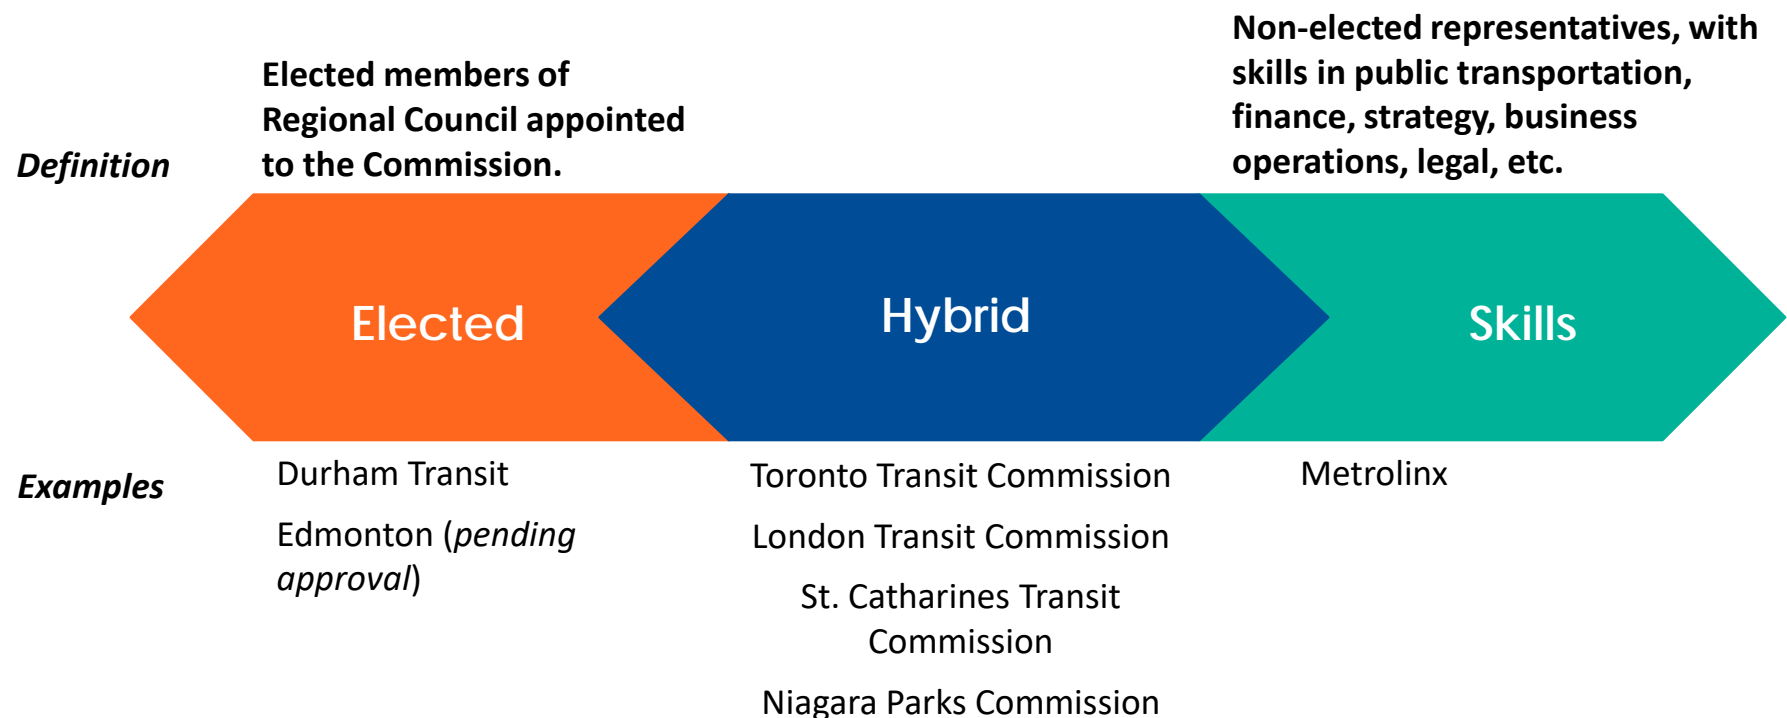 Definition
Elected members of
Regional Council appointed
to the Commission.
Non-elected representatives, with
skills in public transportation,
finance, strategy, business
operations, legal, etc.
Elected
Hybrid
Skills
Examples
Durham Transit
Edmonton (pending
approval)
Toronto Transit Commission
London Transit Commission
St. Catharines Transit
Commission
Niagara Parks Commission
Metrolinx